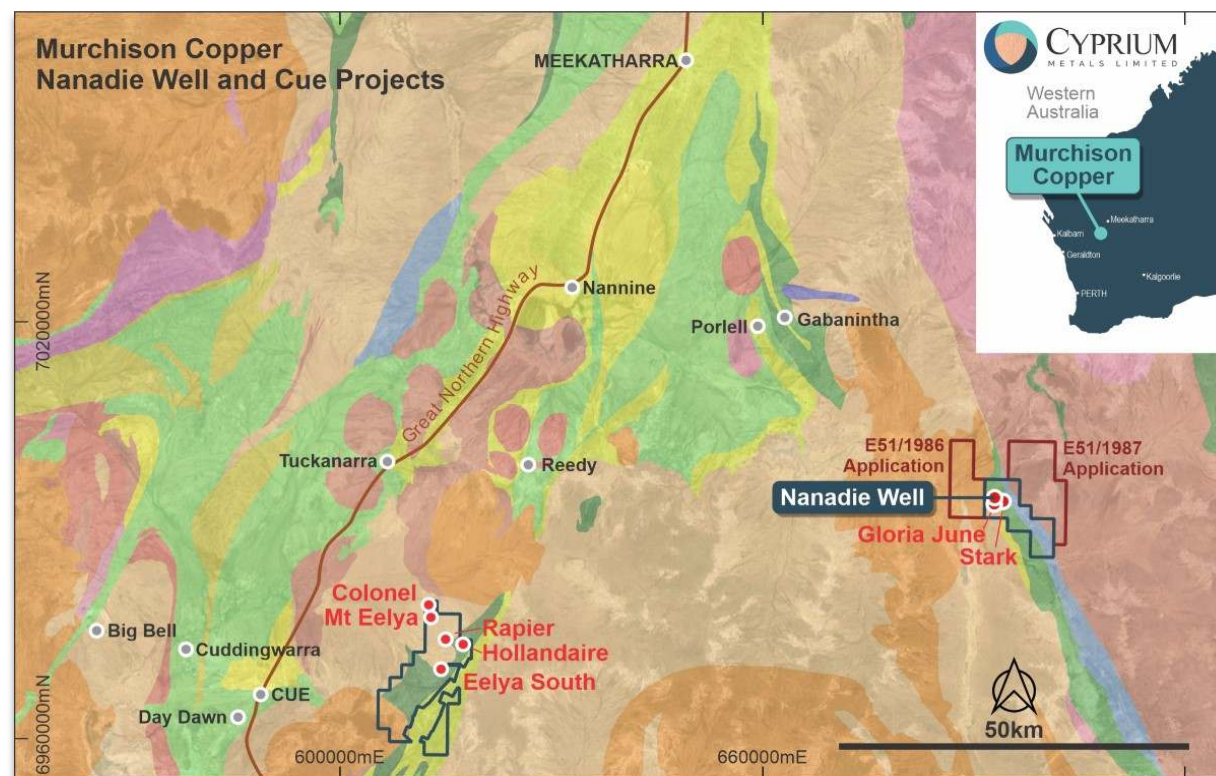 Murchison Copper
Nanadie Well and Cue Projects
MEEKATHARRA
CYPRIUM
METALS LIMITED
Western
Australia
Murchison
Copper
Meekatharra
Kalbarri
Geraldton
Kalgoorlie
PERTH
7020000mN
Great Northern Highway
Nannine
Porlell
Gabanintha
Tuckanarra
Reedy
E51/1986
Application
E51/1987
Application
Nanadie Well
Gloria June
Stark
Colonel
Mt Eelya
Rapier
Hollandaire
Eelya South
Big Bell
Cuddingwarra
CUE
Day Dawn
6960000mN
600000mE
660000mE
50km